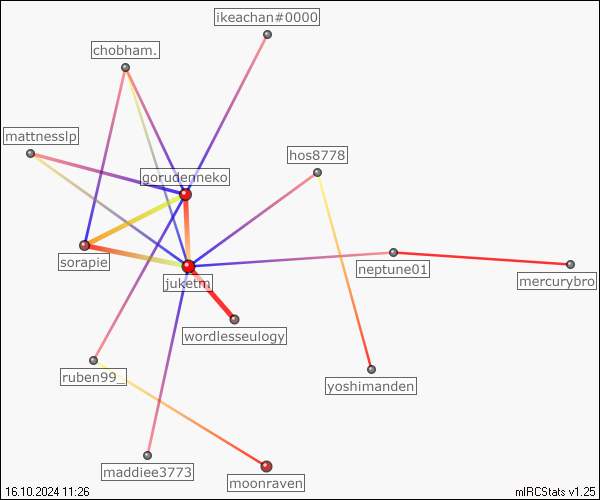 ikeachan#0000
chobham.
mattnesslp
hos8778
gorudenneko
sorapie
neptune01
mercurybro
juketm
wordlesseulogy
ruben99_
yoshimanden
maddiee3773
moonraven
16.10.2024 11:26
mIRCStats v1.25